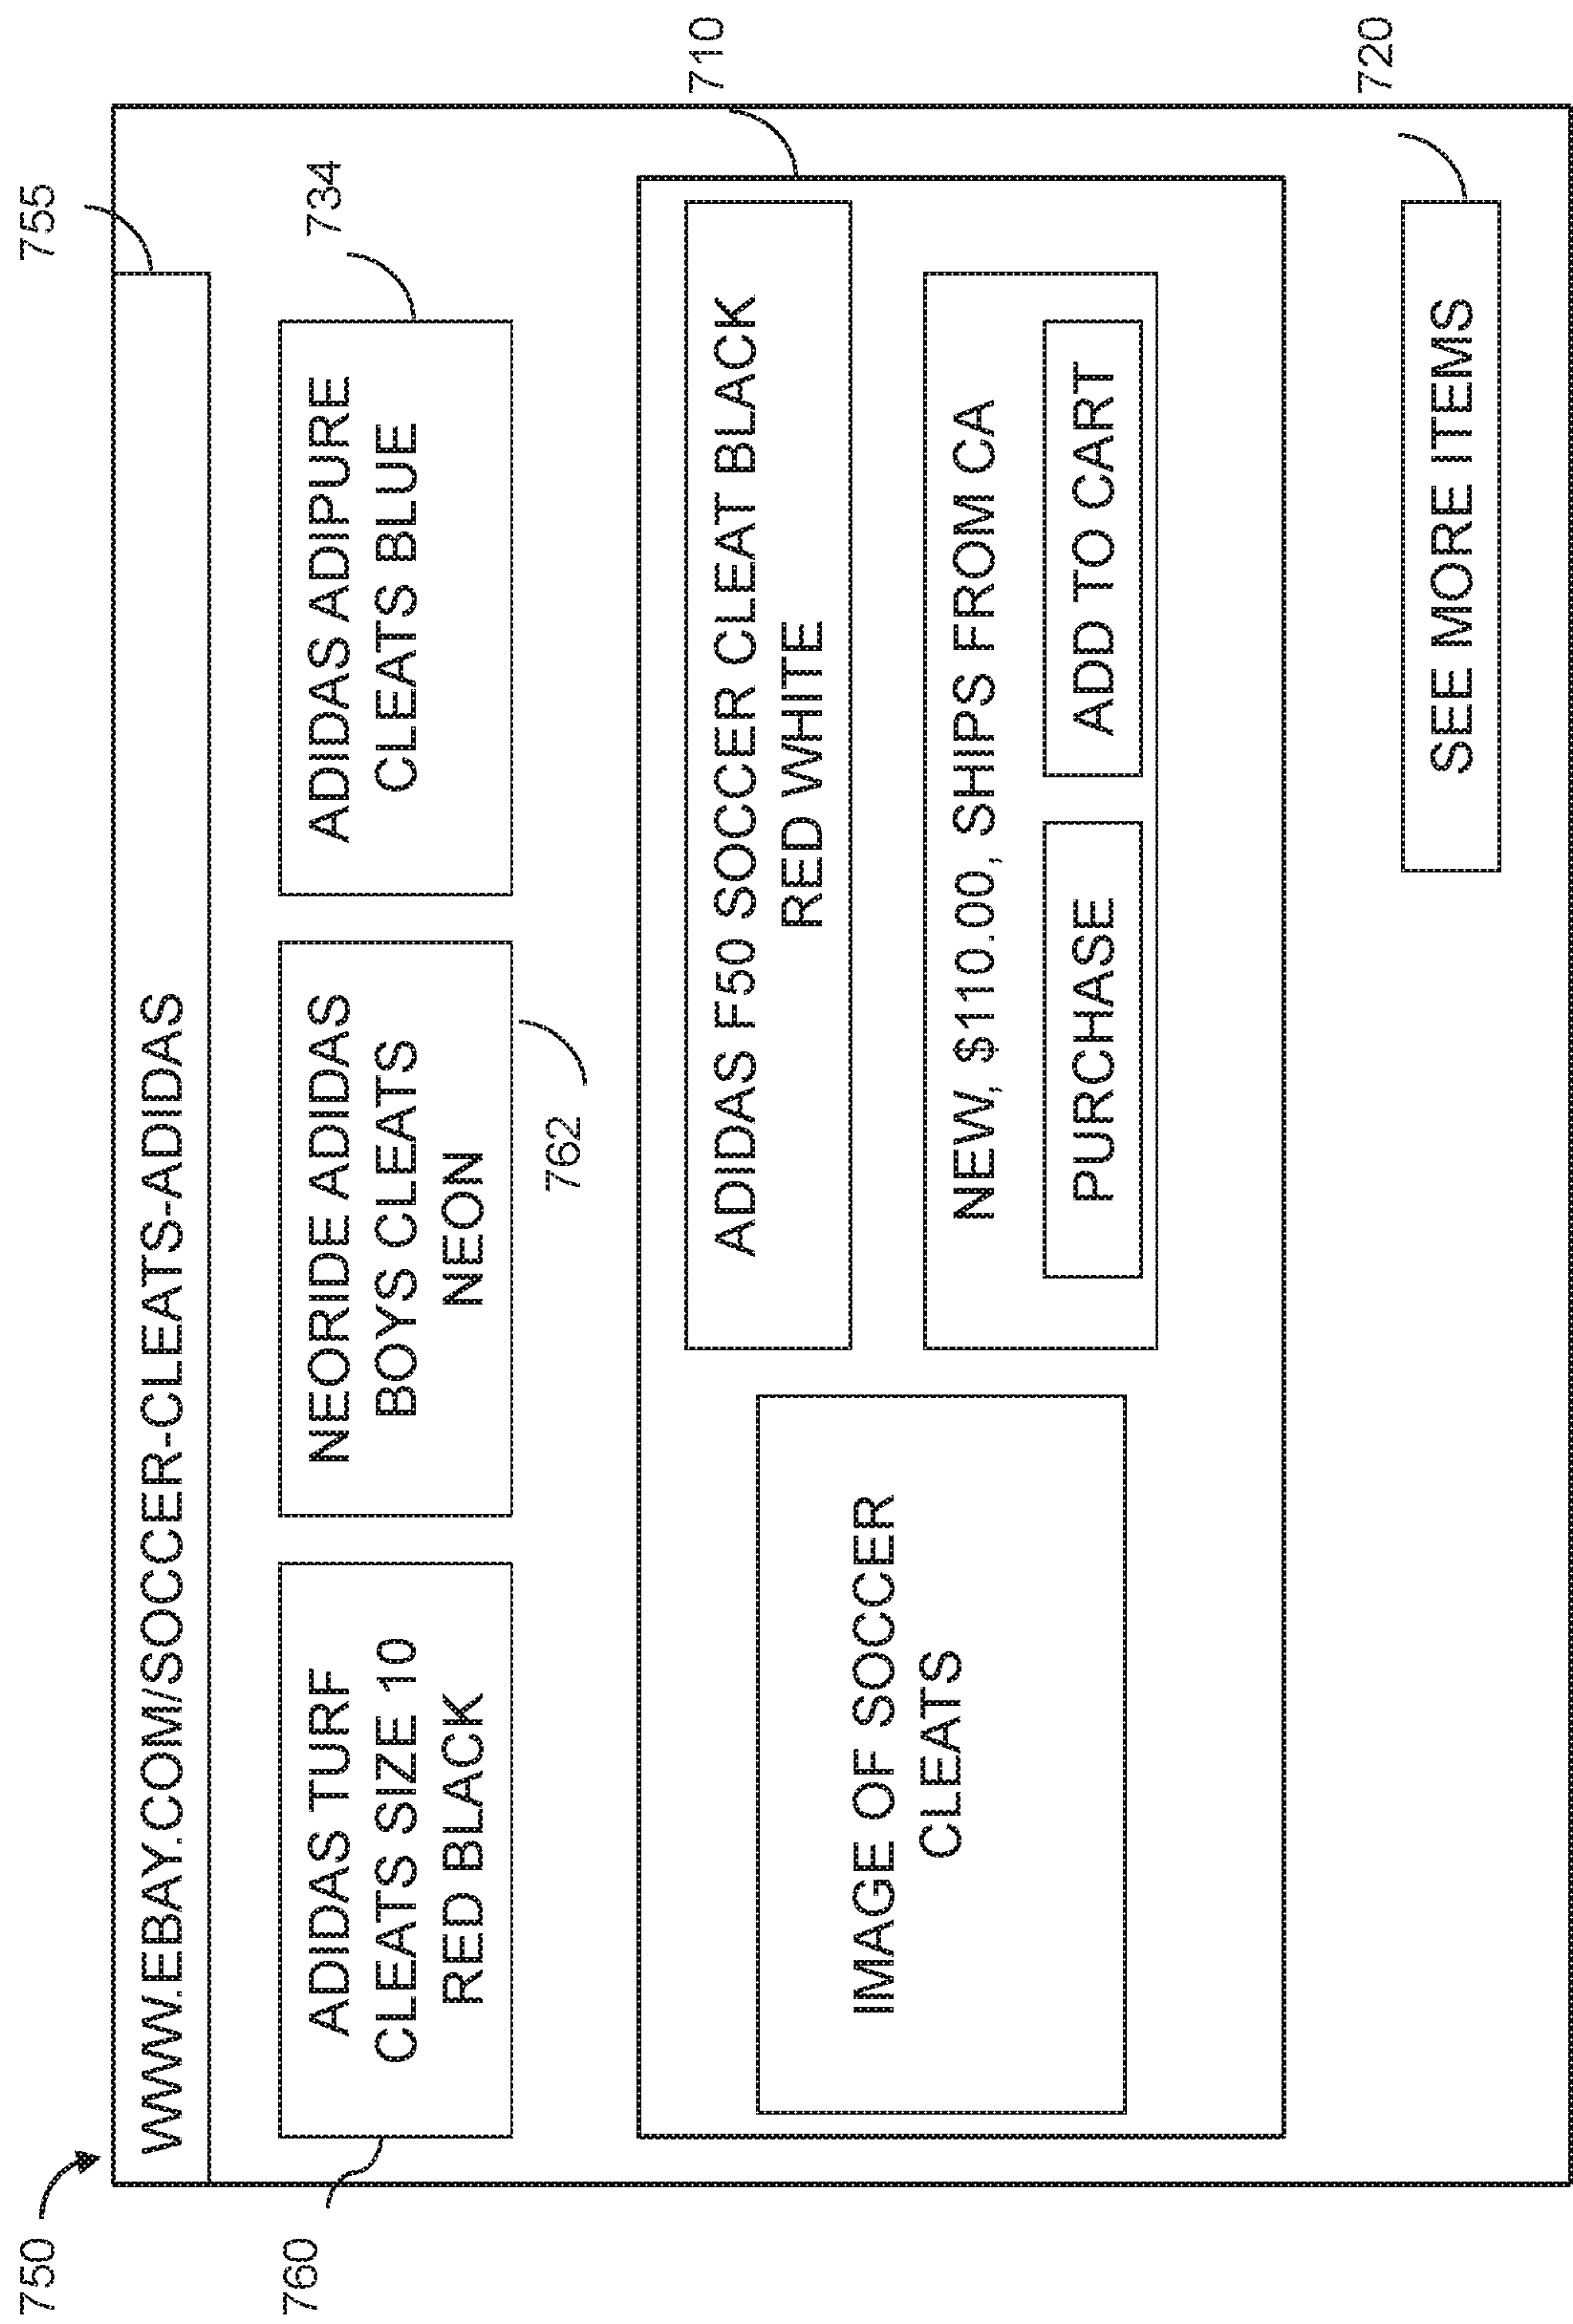 750
755
WWW.EBAY.COM/SOCCER-CLEATS-ADIDAS
760
ADIDAS TURF
CLEATS SIZE 10
RED BLACK
NEORIDE ADIDAS
BOYS CLEATS
NEON
762
ADIDAS ADIPURE
CLEATS BLUE
734
710
IMAGE OF SOCCER
CLEATS
ADIDAS F50 SOCCER CLEAT BLACK
RED WHITE
NEW, $110.00, SHIPS FROM CA
PURCHASE
ADD TO CART
SEE MORE ITEMS
720